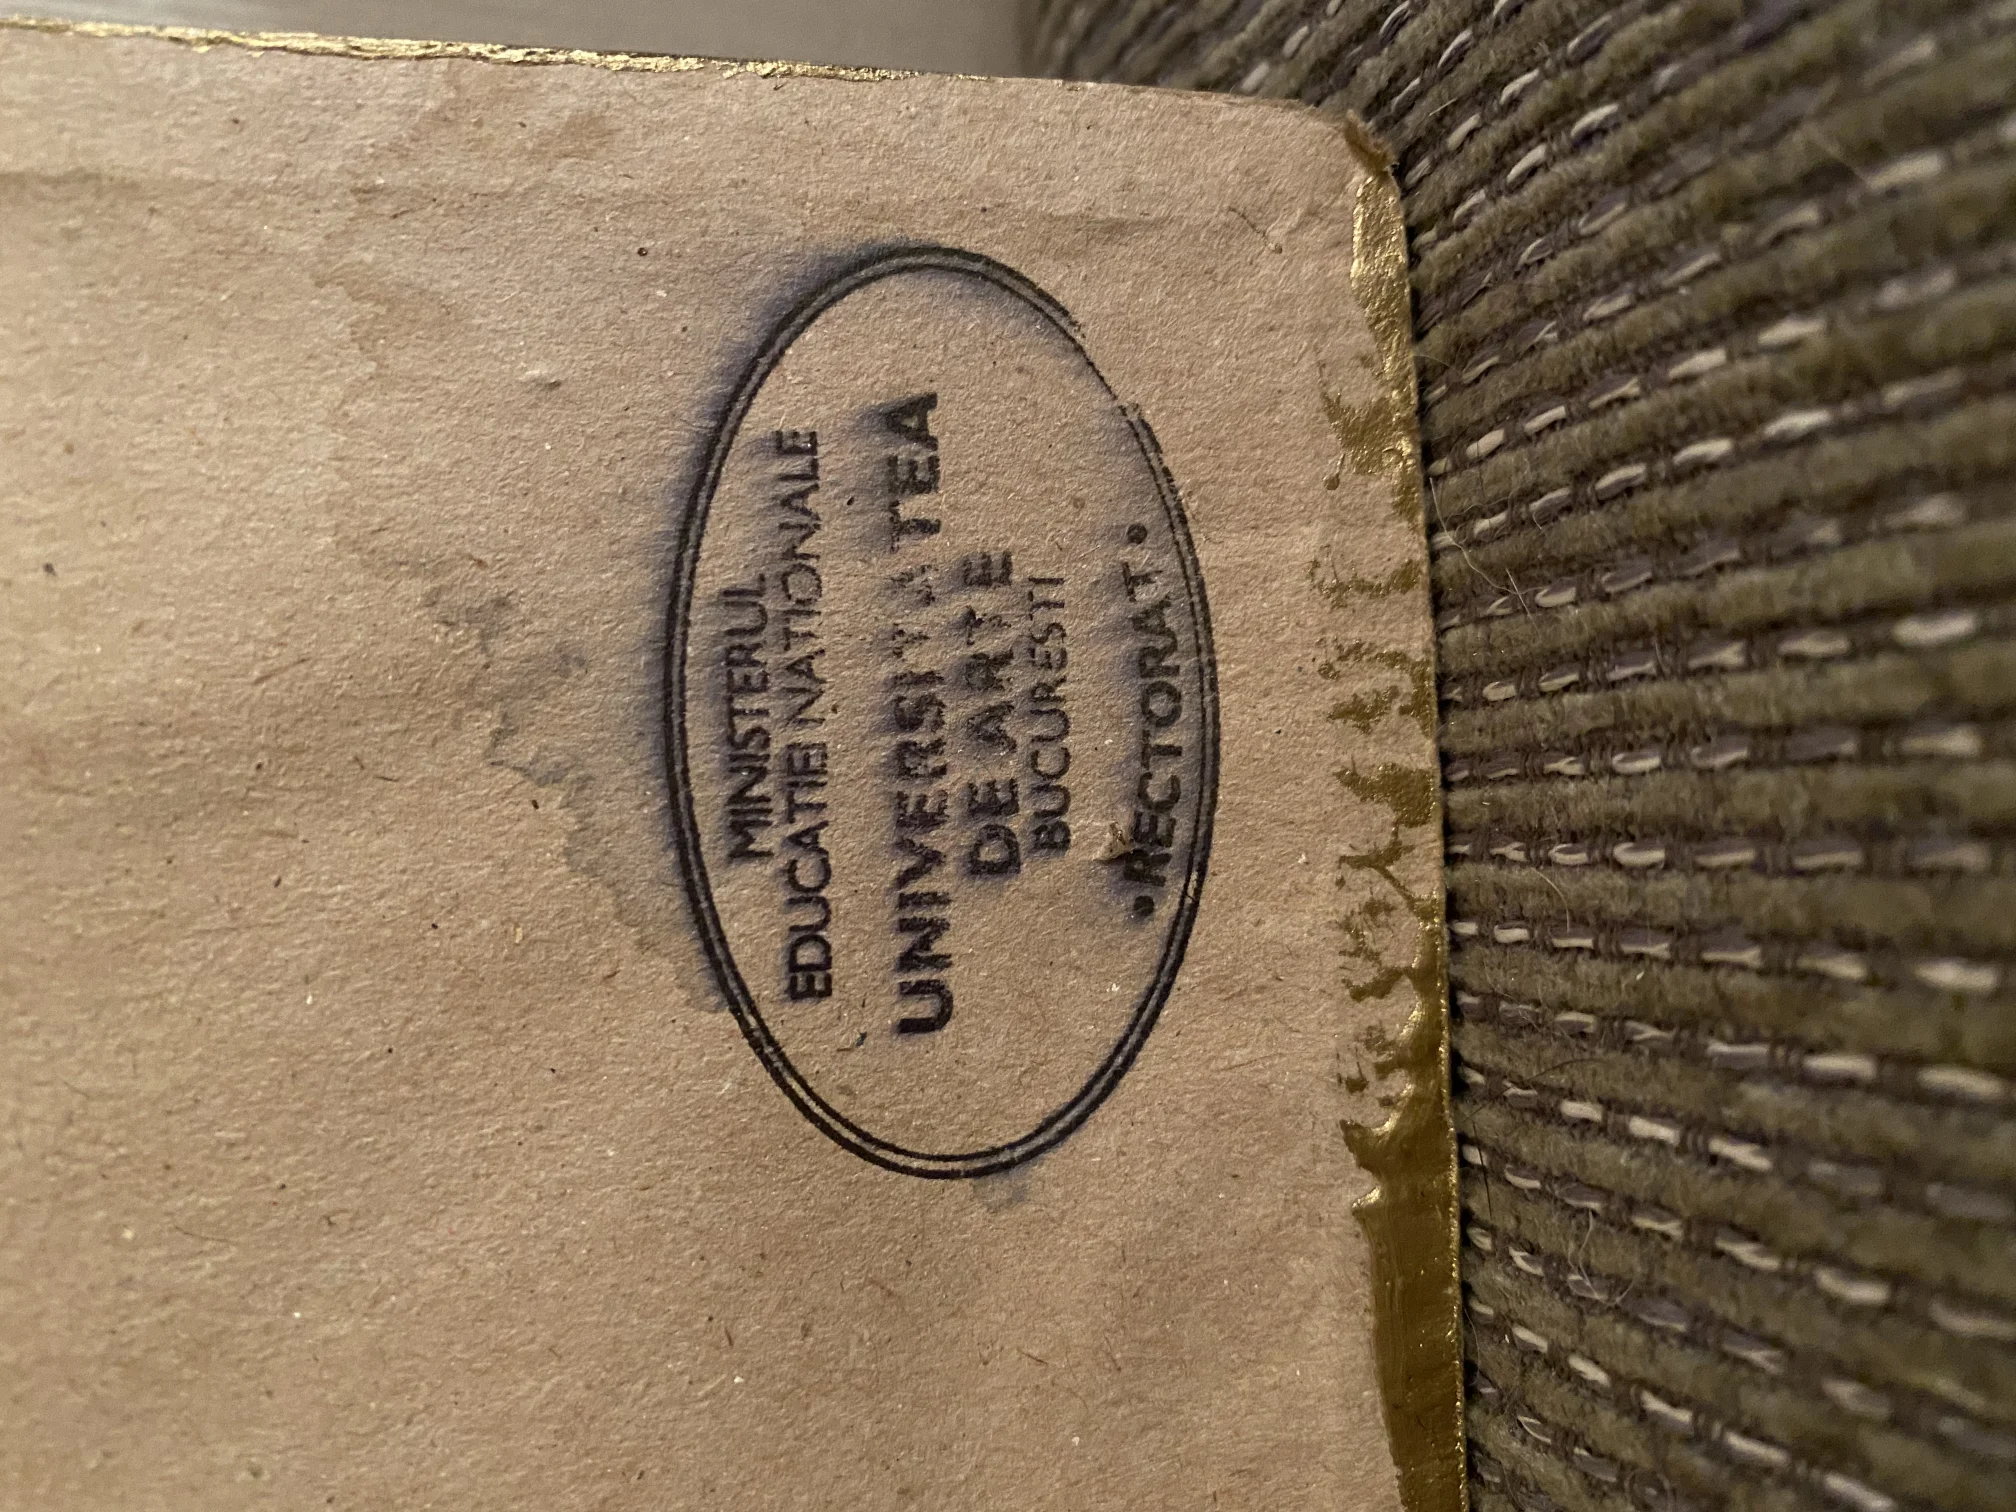 MINISTERUL
EDUCATIEI NATIONALE
UNIVERSITATEA
DE ARTE
BUCURESTI
•RECTORAT•